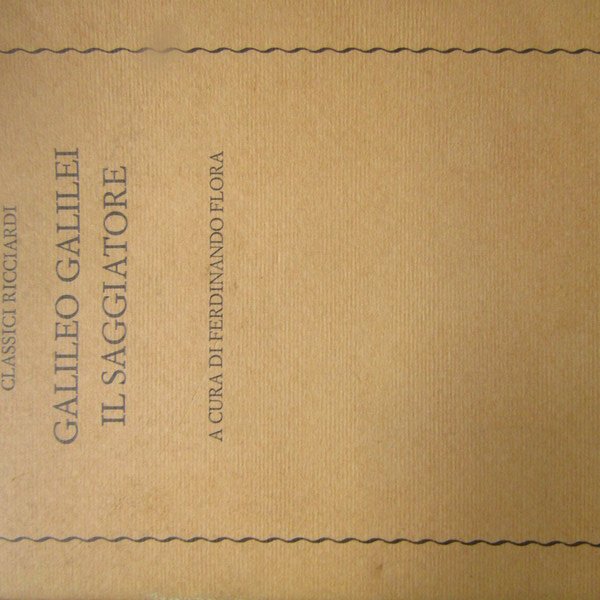 CLASSICI RICCIARDI
GALILEO GALILEI
IL SAGGIATORE
A CURA DI FERDINANDO FLORA